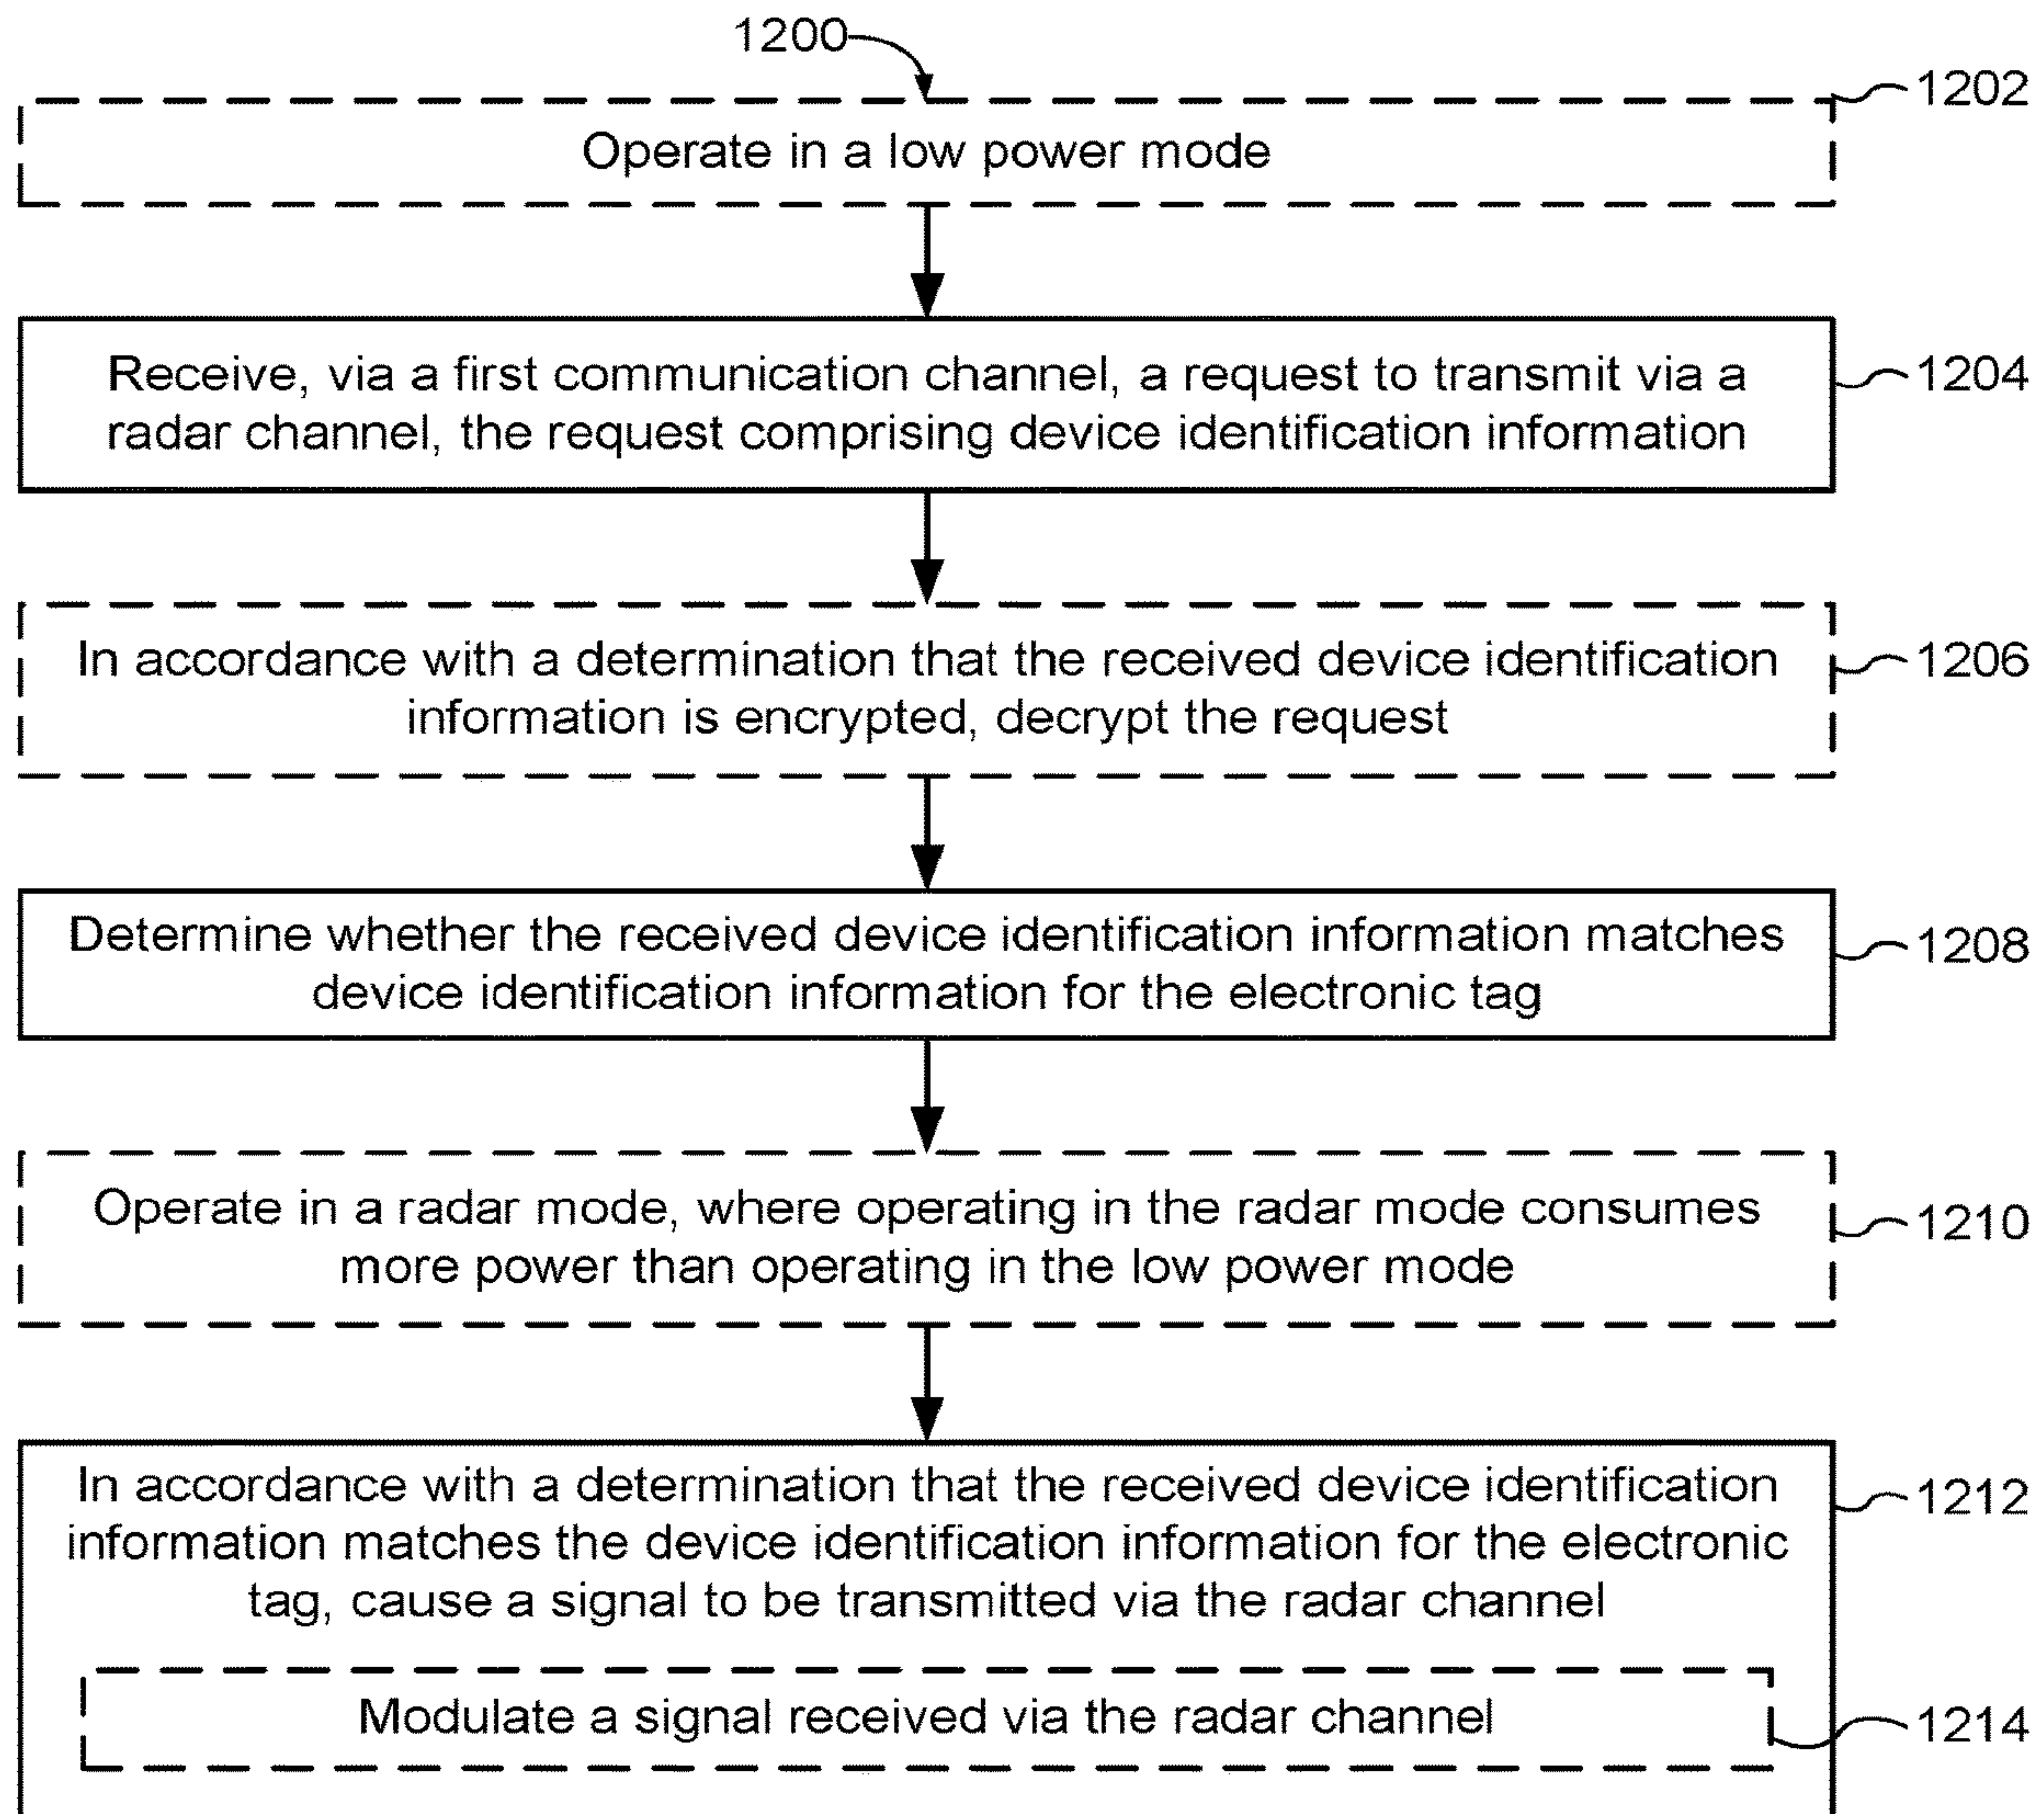 1200
1202
Operate in a low power mode
Receive, via a first communication channel, a request to transmit via a
radar channel, the request comprising device identification information
1204
In accordance with a determination that the received device identification
information is encrypted, decrypt the request
1206
Determine whether the received device identification information matches
device identification information for the electronic tag
1208
Operate in a radar mode, where operating in the radar mode consumes
more power than operating in the low power mode
1210
In accordance with a determination that the received device identification
information matches the device identification information for the electronic
tag, cause a signal to be transmitted via the radar channel
1212
Modulate a signal received via the radar channel
1214